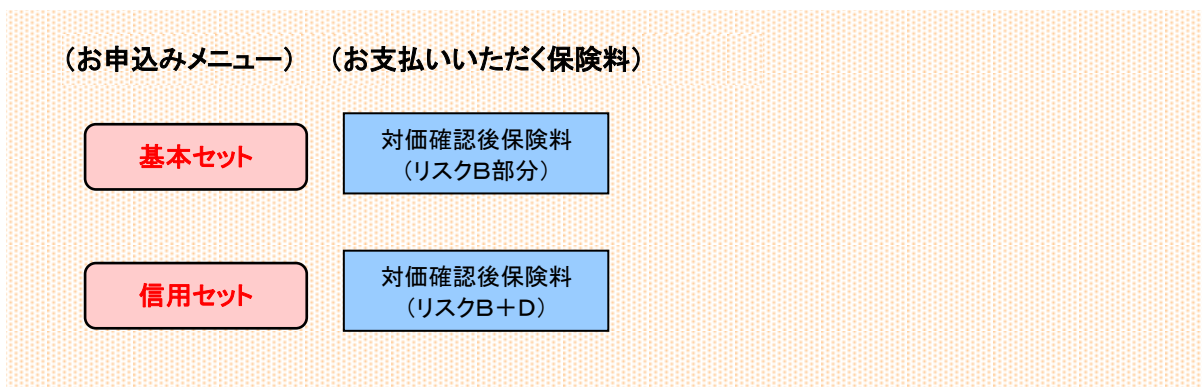 （お申込みメニュー） （お支払いいただく保険料）
基本セット
対価確認後保険料
（リスクＢ部分）
信用セット
対価確認後保険料
（リスクＢ＋Ｄ）